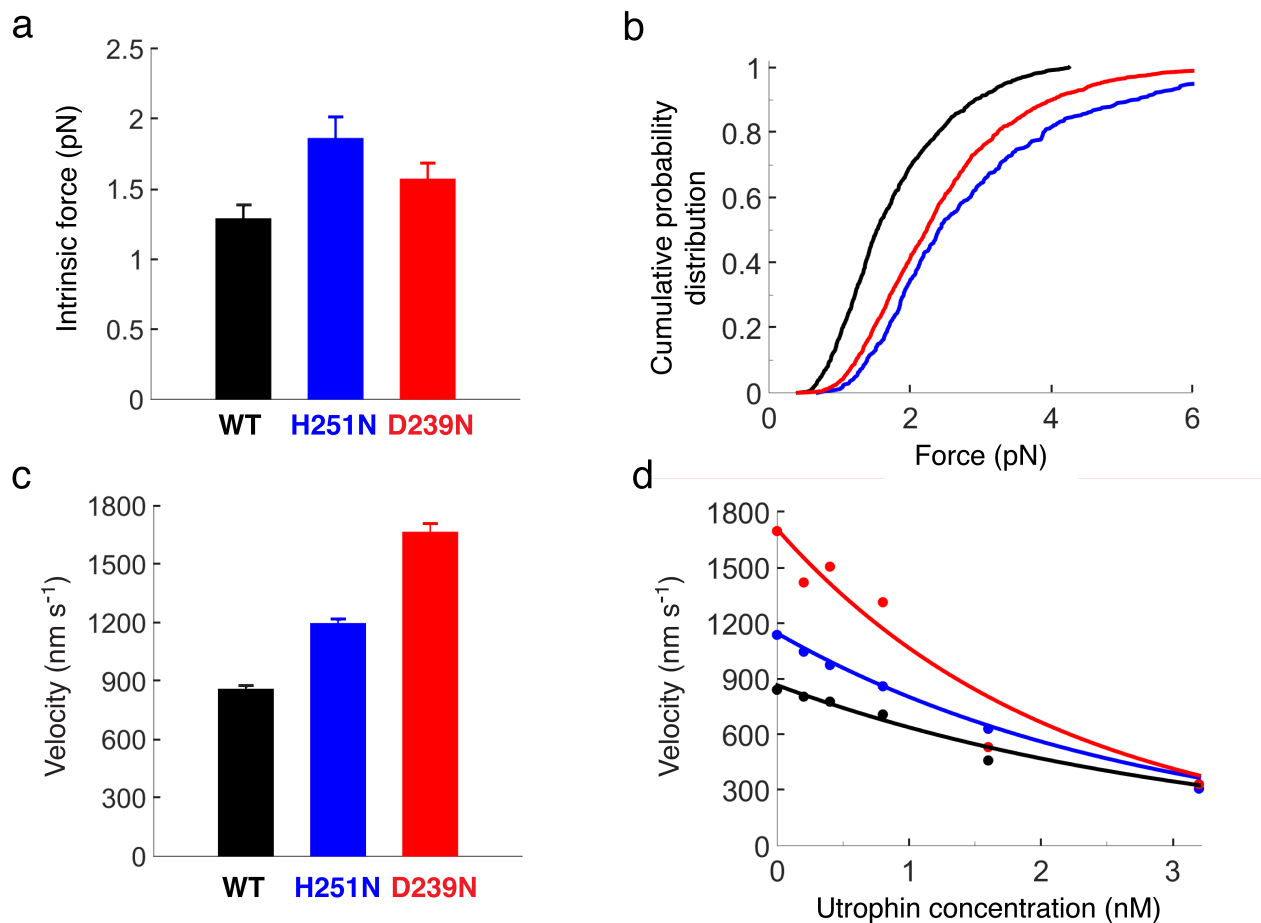 a
2.5
2
1.5
1
0.5
0
Intrinsic force (pN)
WT H251N D239N
b
1
0.8
0.6
0.4
0.2
0
Cumulative probability
distribution
0 2 4 6
Force (pN)
c
1800
1500
1200
900
600
300
0
Velocity (nm s⁻¹)
WT H251N D239N
d
1800
1500
1200
900
600
300
0
Velocity (nm s⁻¹)
0 1 2 3
Utrophin concentration (nM)